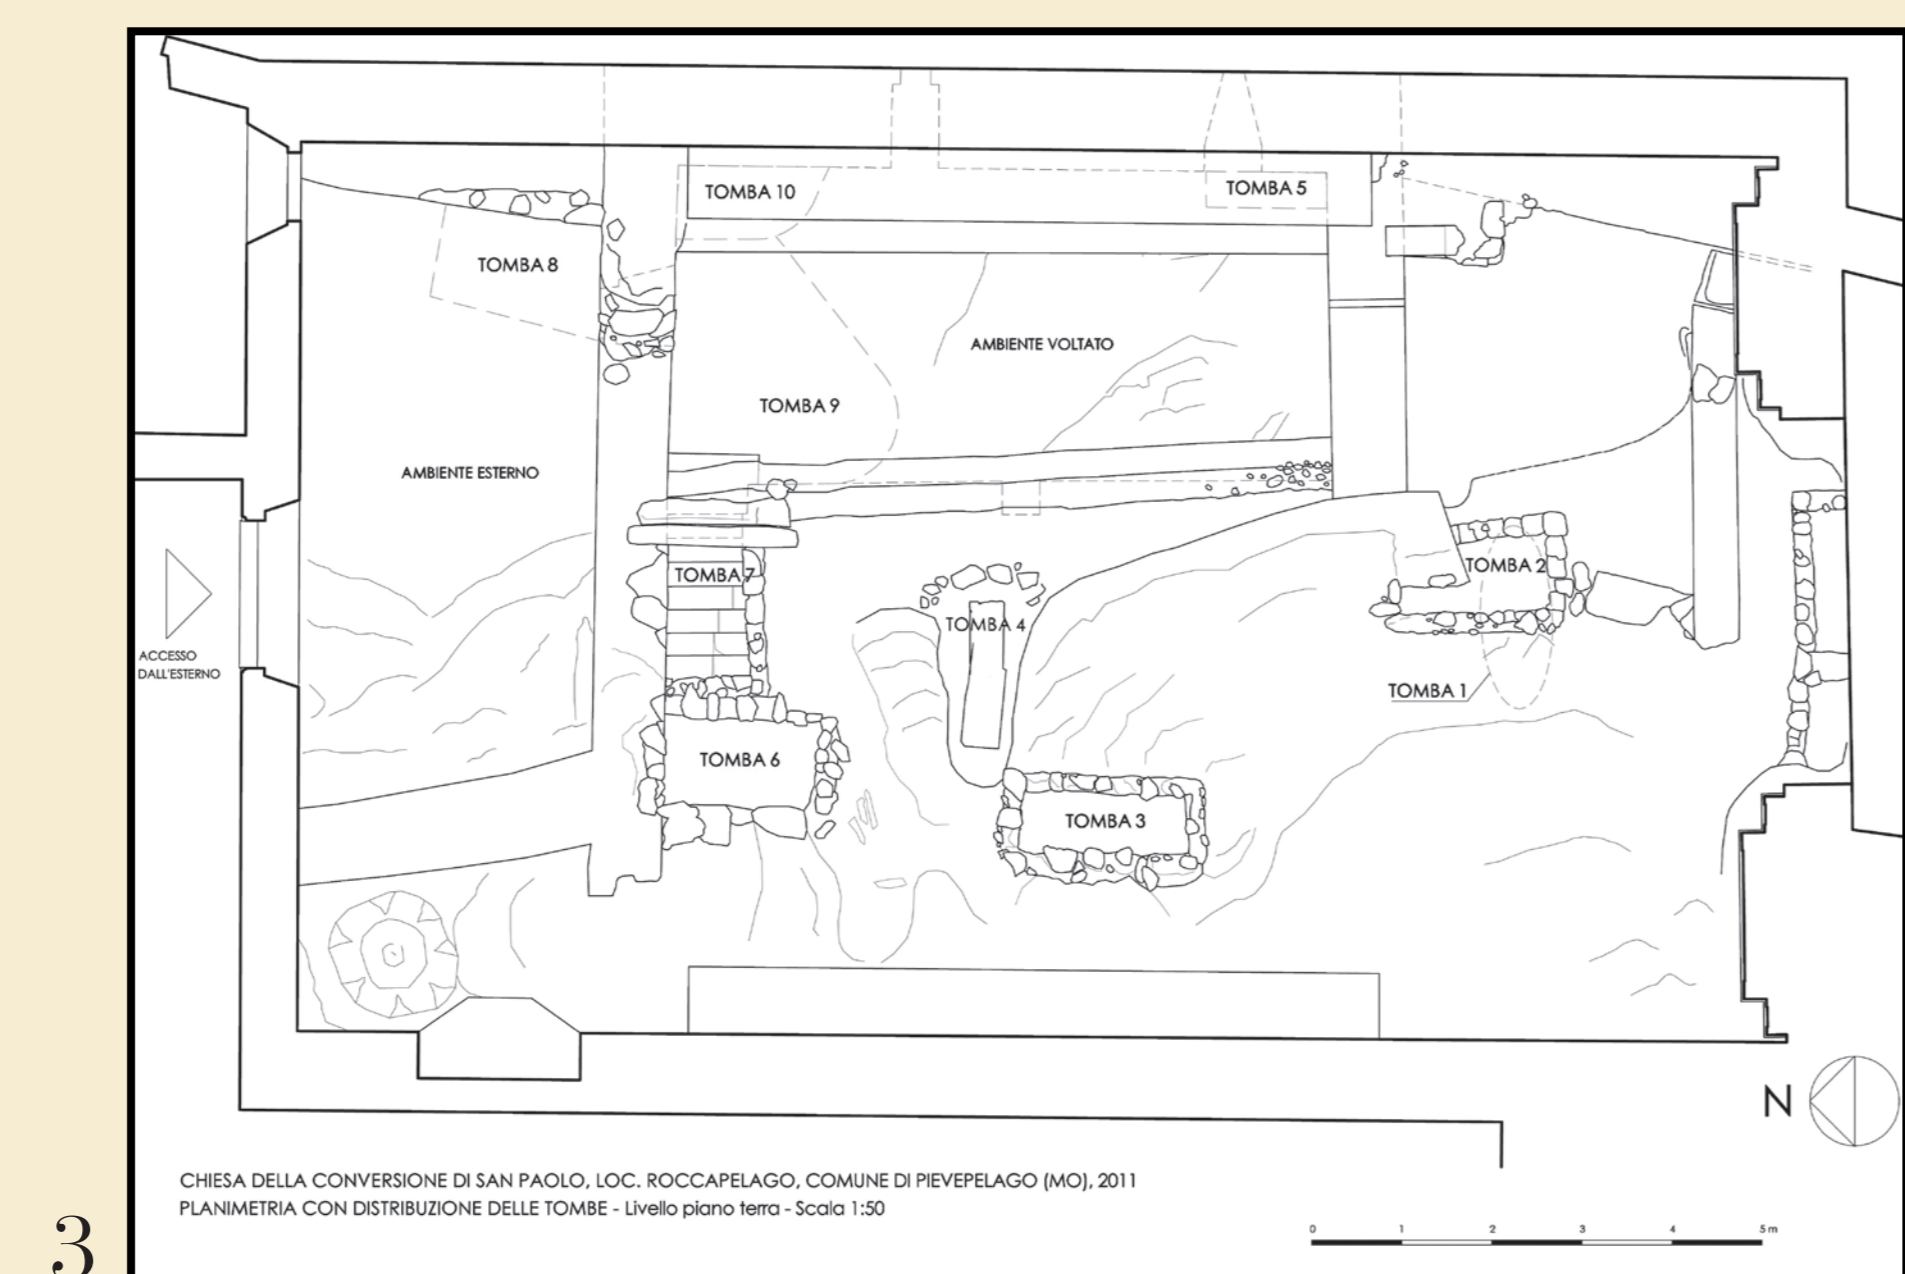 TOMBA 10
TOMBA 5
TOMBA 8
AMBIENTE VOLTATO
TOMBA 9
AMBIENTE ESTERNO
TOMBA 7
TOMBA 2
TOMBA 4
ACCESSO
DALL'ESTERNO
TOMBA 1
TOMBA 6
TOMBA 3
N
CHIESA DELLA CONVERSIONE DI SAN PAOLO, LOC. ROCCAPELAGO, COMUNE DI PIEVEPELAGO (MO), 2011
PLANIMETRIA CON DISTRIBUZIONE DELLE TOMBE - Livello piano terra - Scala 1:50
0 1 2 3 4 5 m
3